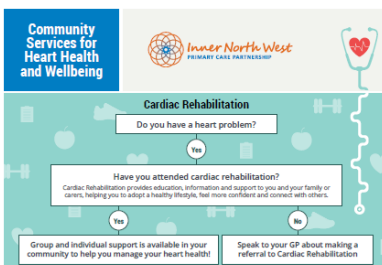 Community
Services for
Heart Health
and Wellbeing
Inner North West
PRIMARY CARE PARTNERSHIP
Cardiac Rehabilitation
Do you have a heart problem?
Yes
Have you attended cardiac rehabilitation?
Cardiac Rehabilitation provides education, information and support to you and your family or
carers, helping you to adopt a healthy lifestyle, feel more confident and connect with others.
Yes
No
Group and individual support is available in your
community to help you manage your heart health!
Speak to your GP about making a
referral to Cardiac Rehabilitation